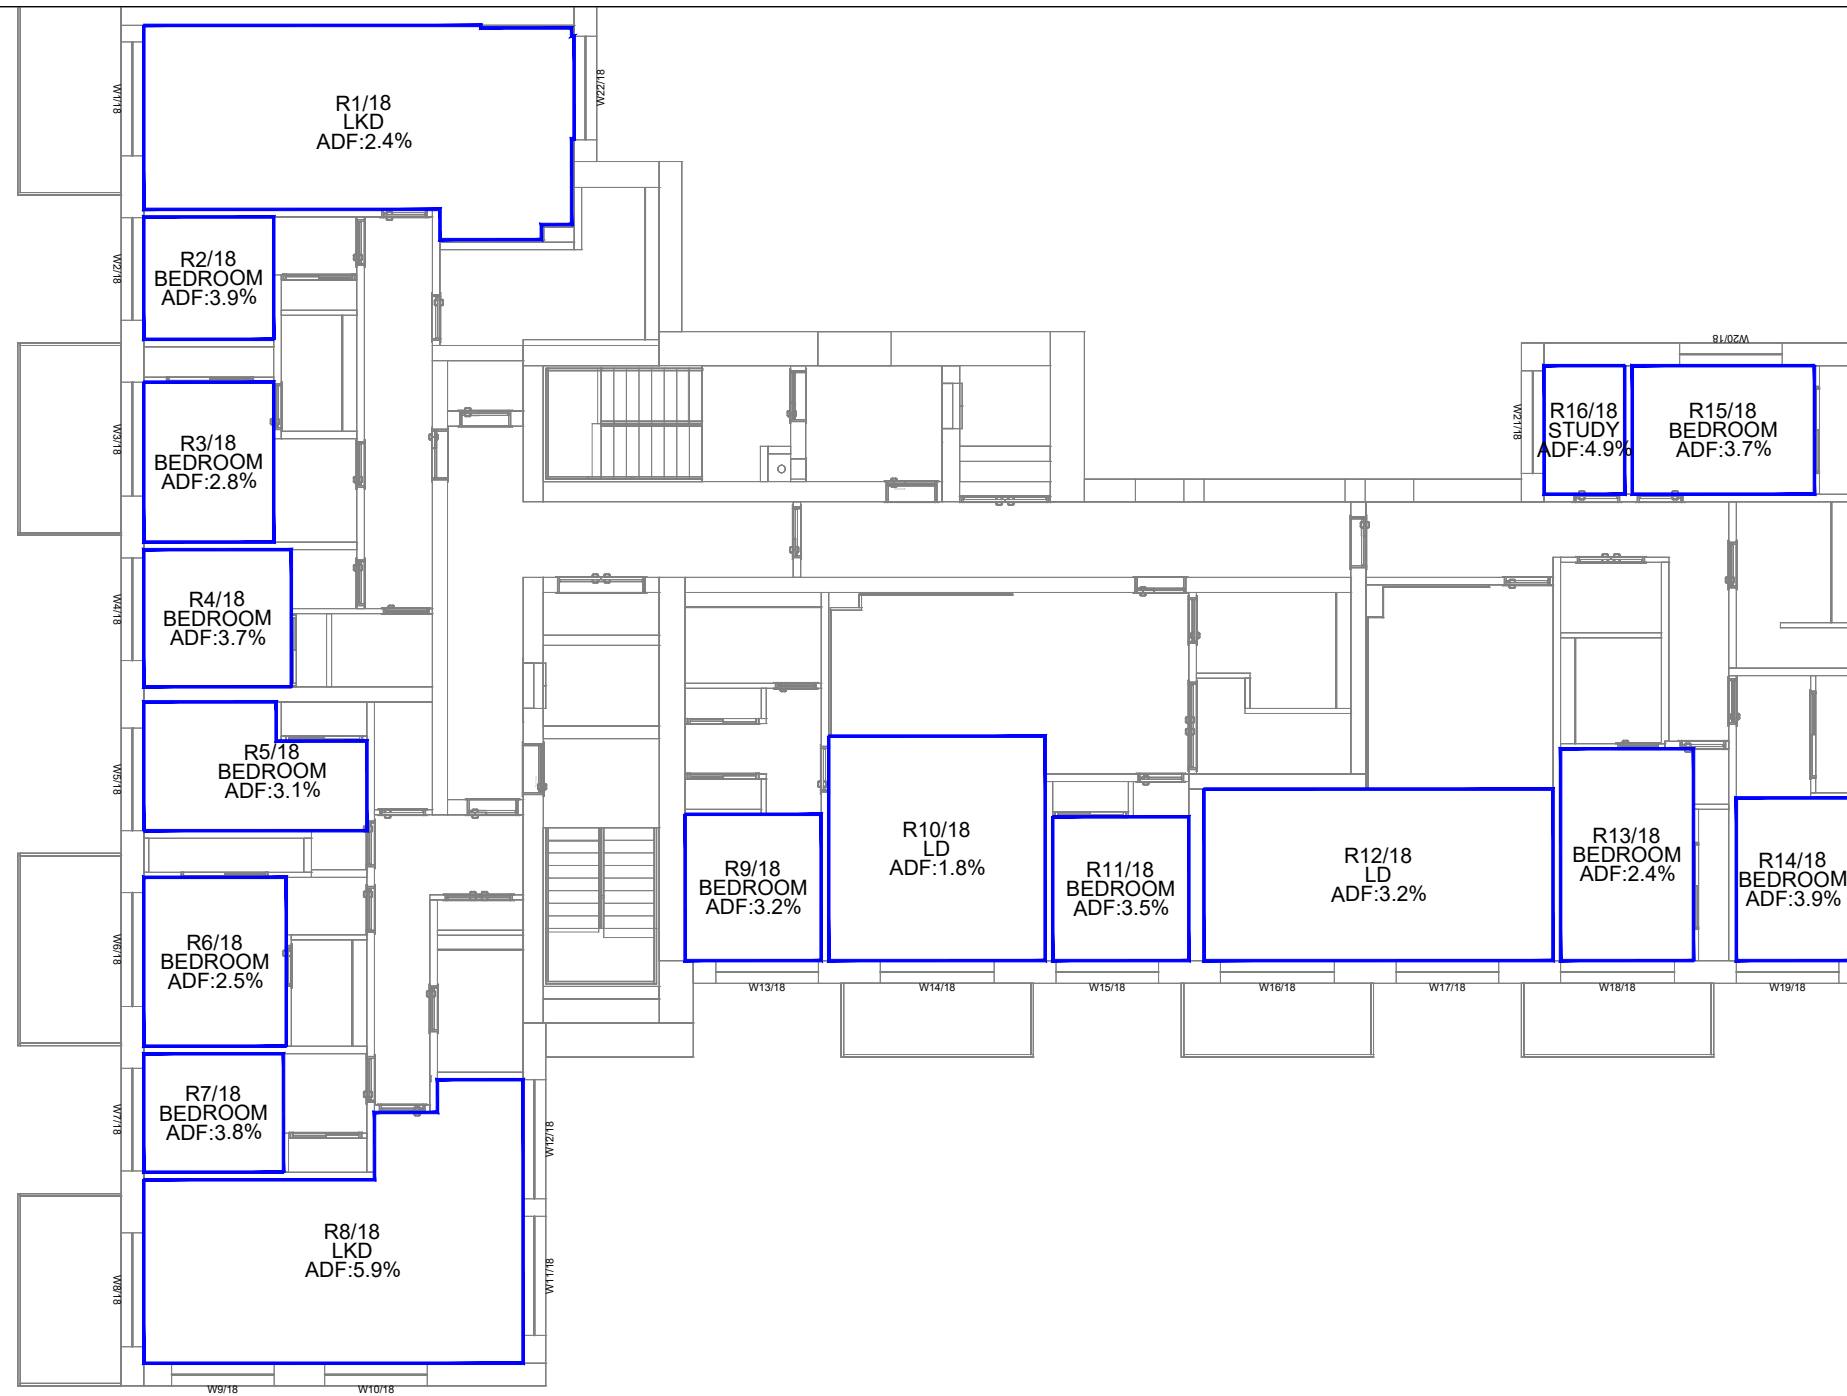 W1/18
R1/18
LKD
ADF:2.4%
W22/18
W2/18
R2/18
BEDROOM
ADF:3.9%
W3/18
R3/18
BEDROOM
ADF:2.8%
W4/18
R4/18
BEDROOM
ADF:3.7%
W5/18
R5/18
BEDROOM
ADF:3.1%
W6/18
R6/18
BEDROOM
ADF:2.5%
W7/18
R7/18
BEDROOM
ADF:3.8%
W8/18
R8/18
LKD
ADF:5.9%
W12/18
W11/18
W9/18
W10/18
R9/18
BEDROOM
ADF:3.2%
W13/18
R10/18
LD
ADF:1.8%
W14/18
R11/18
BEDROOM
ADF:3.5%
W15/18
R12/18
LD
ADF:3.2%
W16/18
W17/18
R13/18
BEDROOM
ADF:2.4%
W18/18
R14/18
BEDROOM
ADF:3.9%
W19/18
W20/18
W21/18
R16/18
STUDY
ADF:4.9%
R15/18
BEDROOM
ADF:3.7%